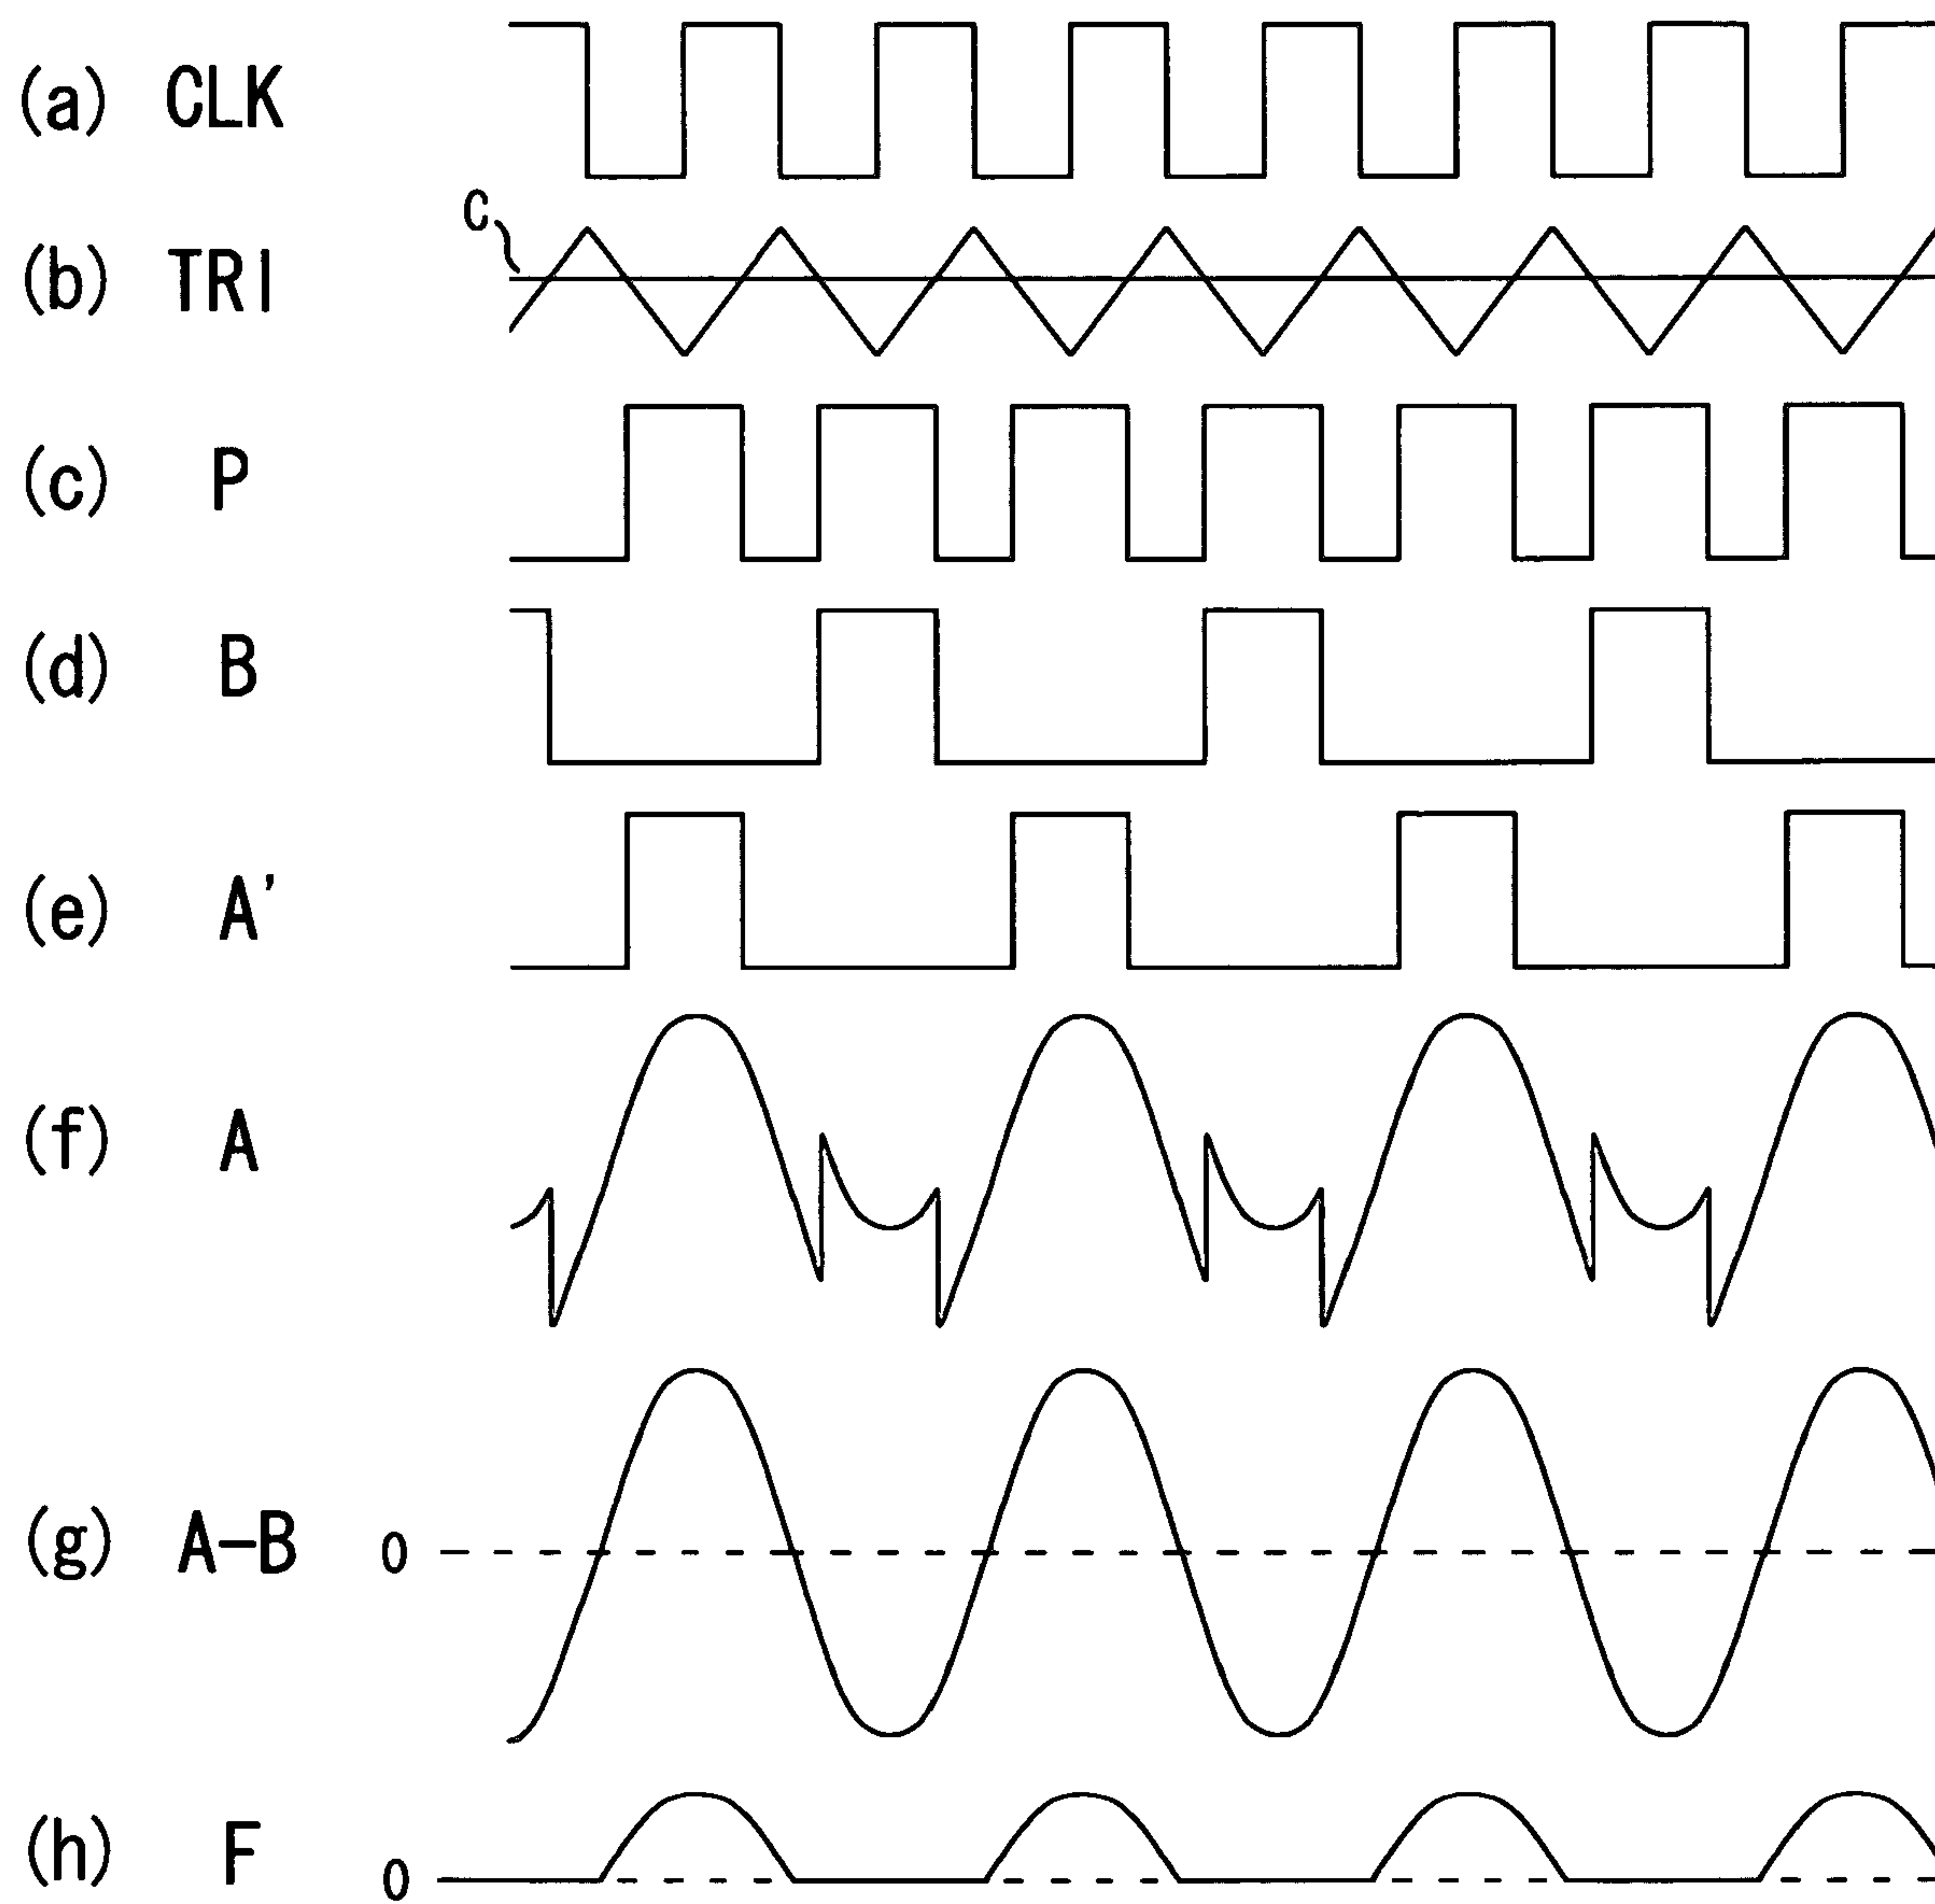 (a) CLK
C
(b) TRI
(c) P
(d) B
(e) A'
(f) A
(g) A-B 0
(h) F 0